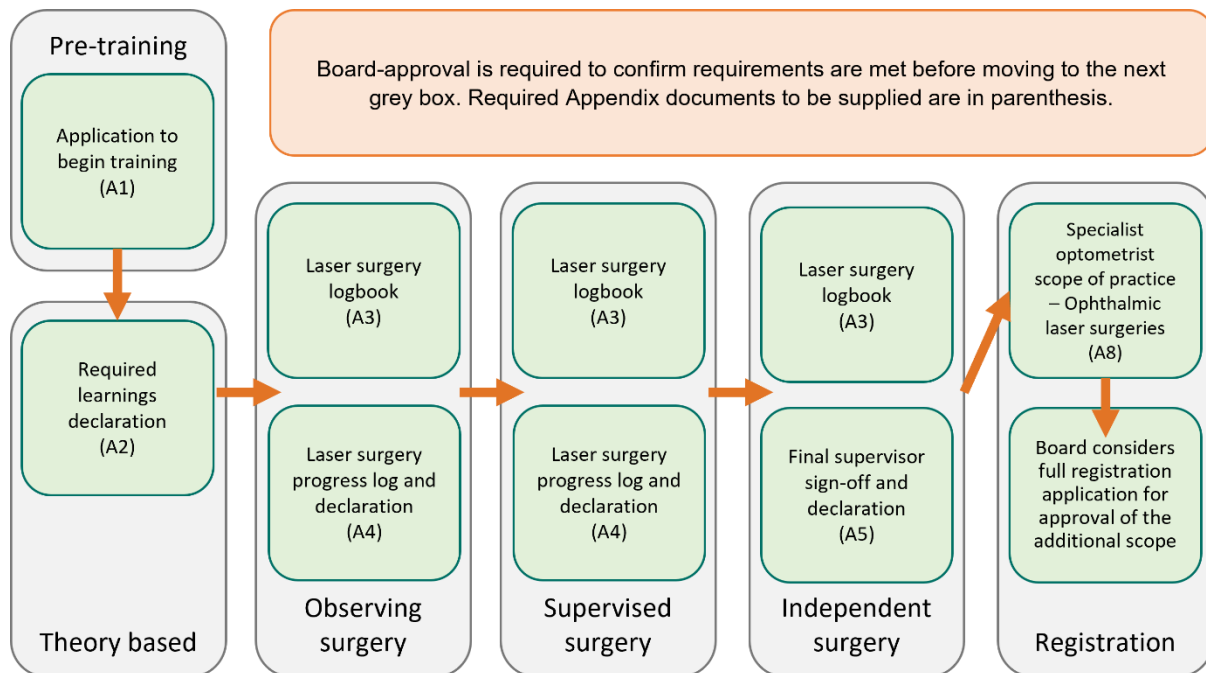 Pre-training
Application to
begin training
(A1)
Board-approval is required to confirm requirements are met before moving to the next
grey box. Required Appendix documents to be supplied are in parenthesis.
Required
learnings
declaration
(A2)
Theory based
Laser surgery
logbook
(A3)
Laser surgery
progress log and
declaration
(A4)
Observing
surgery
Laser surgery
logbook
(A3)
Laser surgery
progress log and
declaration
(A4)
Supervised
surgery
Laser surgery
logbook
(A3)
Final supervisor
sign-off and
declaration
(A5)
Independent
surgery
Specialist
optometrist
scope of practice
– Ophthalmic
laser surgeries
(A8)
Board considers
full registration
application for
approval of the
additional scope
Registration